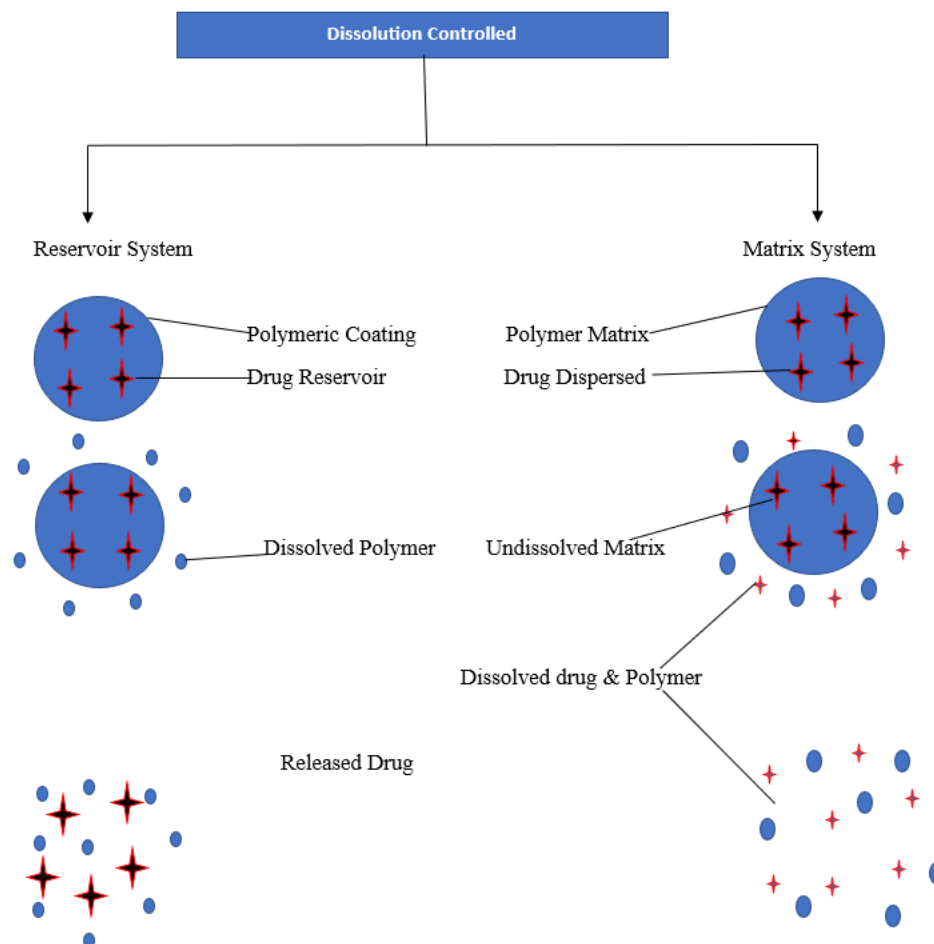 Dissolution Controlled
Reservoir System
Matrix System
Polymeric Coating
Polymer Matrix
Drug Reservoir
Drug Dispersed
Dissolved Polymer
Undissolved Matrix
Dissolved drug & Polymer
Released Drug